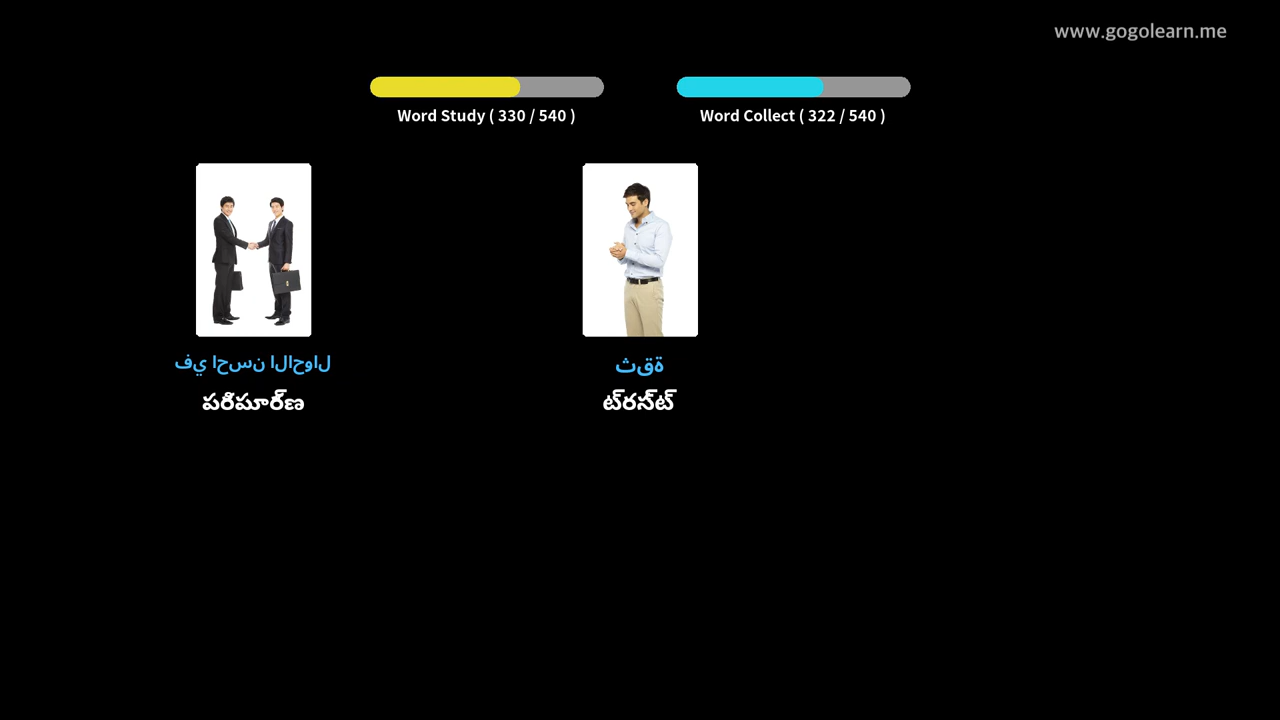 www.gogolearn.me
Word Study ( 330 / 540 )
Word Collect ( 322 / 540 )
في احسن الاحوال
ثقة
పరిపూర్ణ
ట్రస్ట్